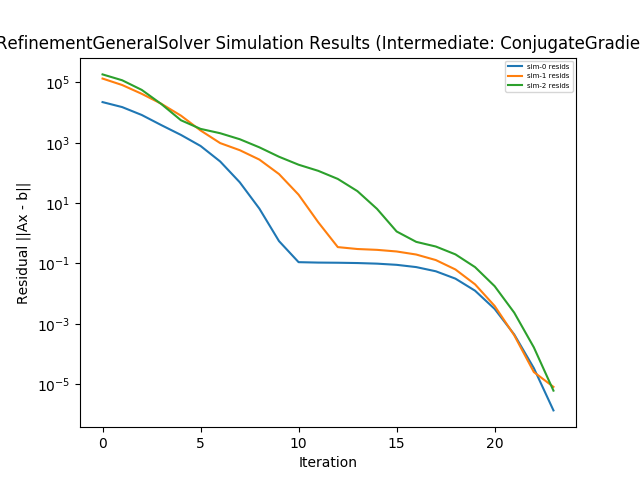 RefinementGeneralSolver Simulation Results (Intermediate: ConjugateGradie
sim-0 resids
sim-1 resids
sim-2 resids
10^5
10^3
10^1
10^−1
10^−3
10^−5
Residual ||Ax - b||
0 5 10 15 20
Iteration